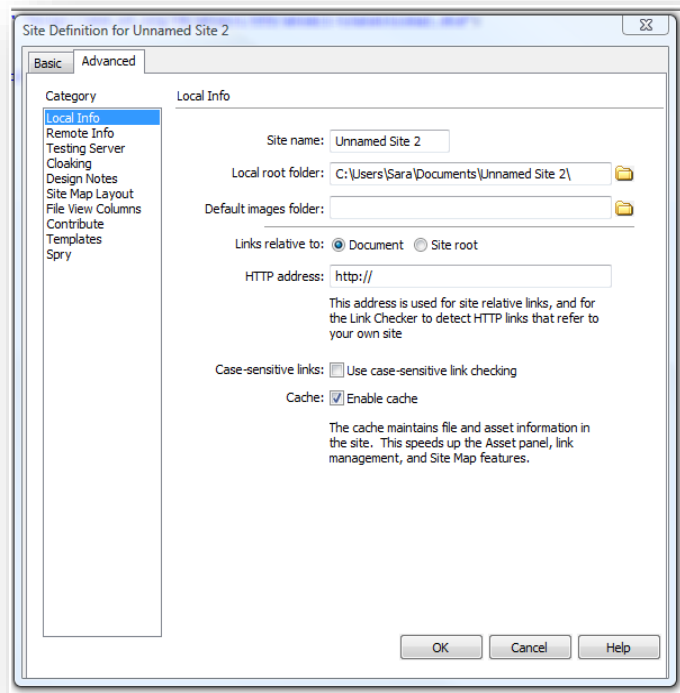 Site Definition for Unnamed Site 2
Basic Advanced
Category
Local Info
Remote Info
Testing Server
Cloaking
Design Notes
Site Map Layout
File View Columns
Contribute
Templates
Spry
Local Info
Site name: Unnamed Site 2
Local root folder: C:\Users\Sara\Documents\Unnamed Site 2\
Default images folder:
Links relative to: Document Site root
HTTP address: http://
This address is used for site relative links, and for
the Link Checker to detect HTTP links that refer to
your own site
Case-sensitive links: Use case-sensitive link checking
Cache: Enable cache
The cache maintains file and asset information in
the site. This speeds up the Asset panel, link
management, and Site Map features.
OK Cancel Help